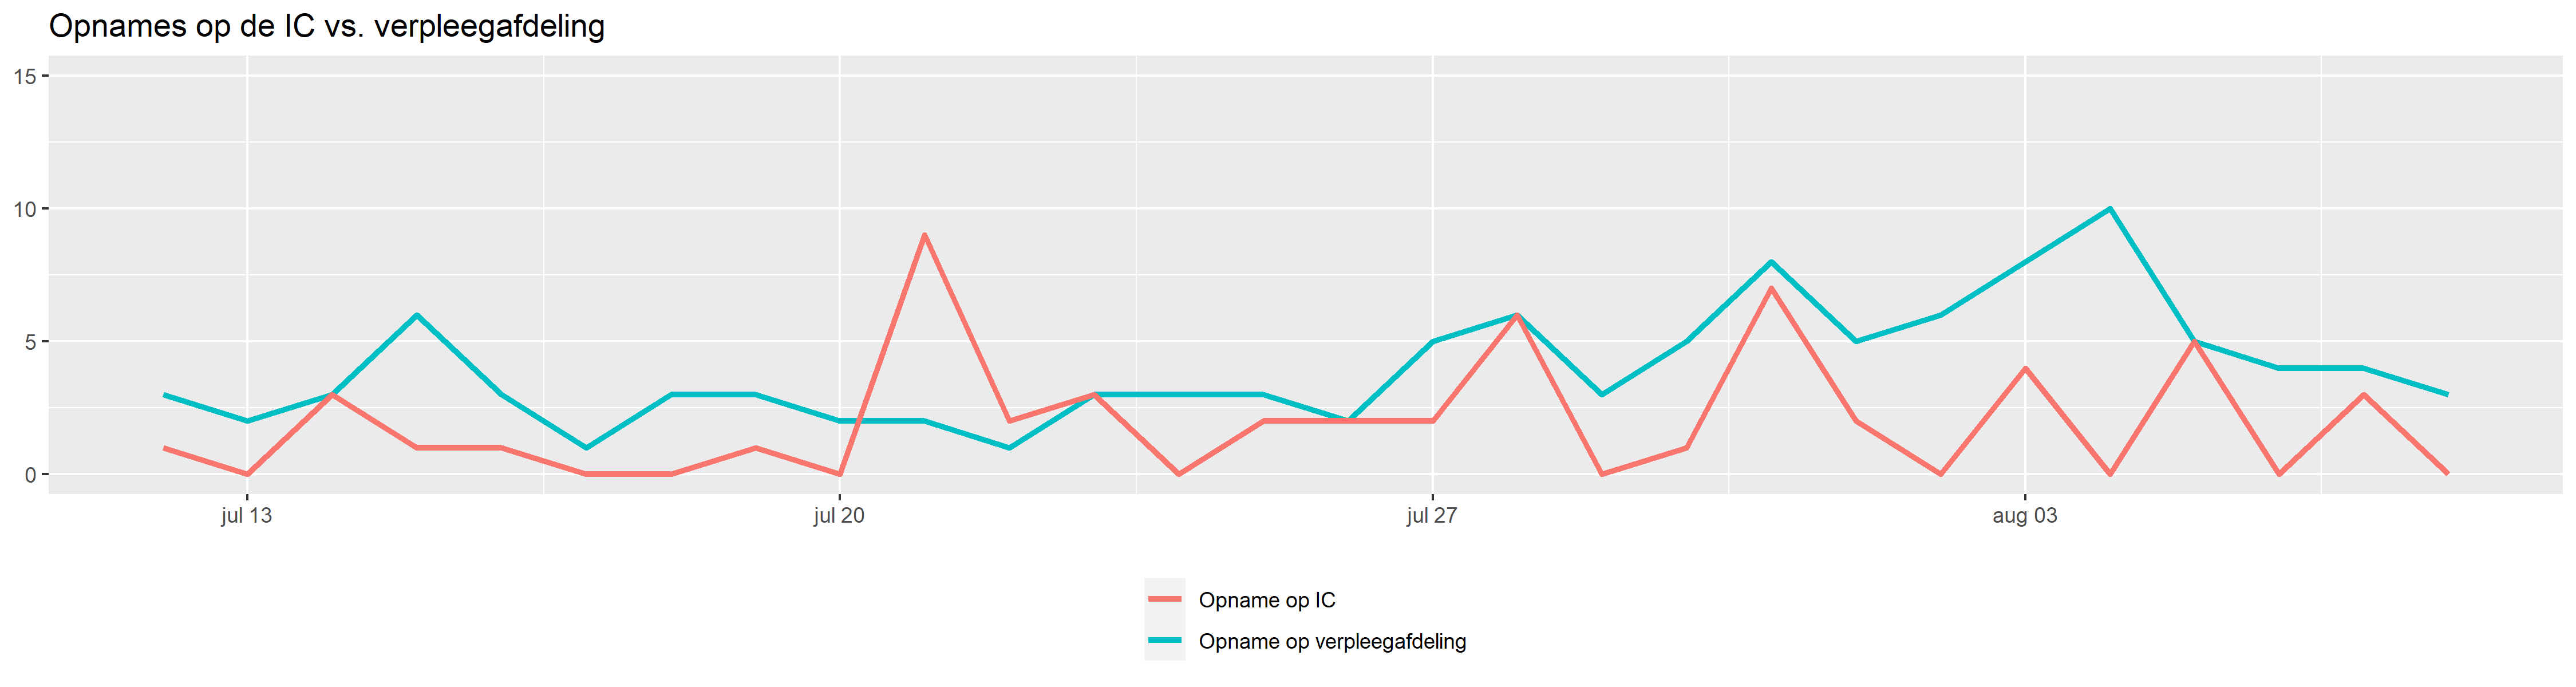 Opnames op de IC vs. verpleegafdeling
15
10
5
0
jul 13 jul 20 jul 27 aug 03
Opname op IC
Opname op verpleegafdeling